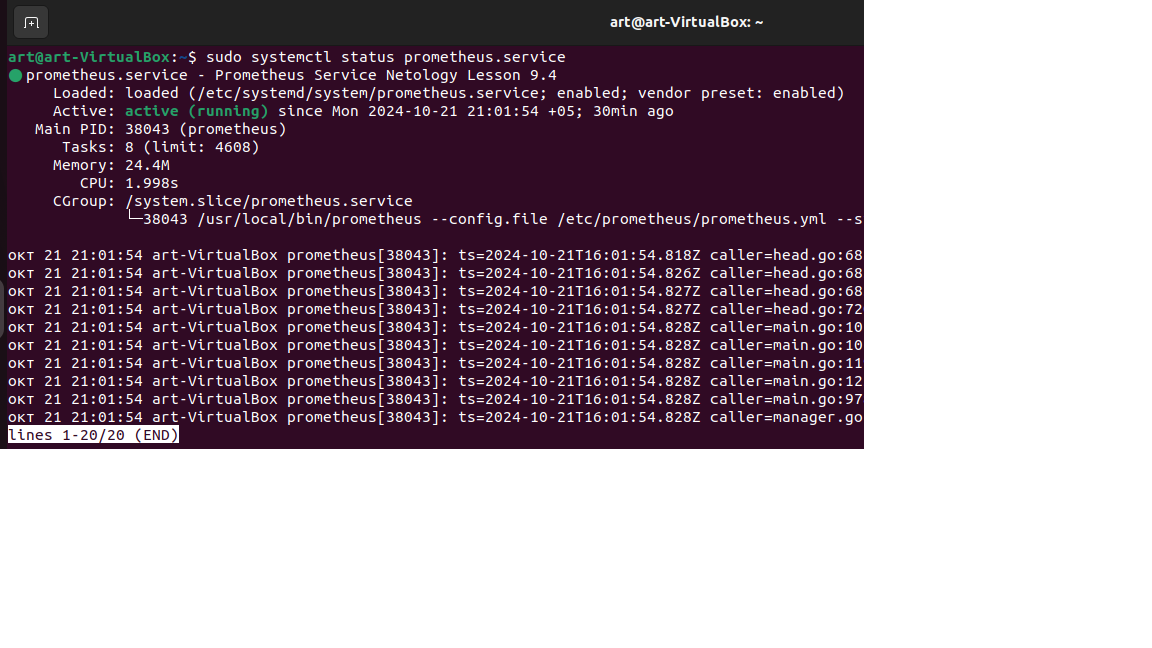 art@art-VirtualBox: ~
art@art-VirtualBox:~$ sudo systemctl status prometheus.service
prometheus.service - Prometheus Service Netology Lesson 9.4
Loaded: loaded (/etc/systemd/system/prometheus.service; enabled; vendor preset: enabled)
Active: active (running) since Mon 2024-10-21 21:01:54 +05; 30min ago
Main PID: 38043 (prometheus)
Tasks: 8 (limit: 4608)
Memory: 24.4M
CPU: 1.998s
CGroup: /system.slice/prometheus.service
└─38043 /usr/local/bin/prometheus --config.file /etc/prometheus/prometheus.yml --s
окт 21 21:01:54 art-VirtualBox prometheus[38043]: ts=2024-10-21T16:01:54.818Z caller=head.go:68
окт 21 21:01:54 art-VirtualBox prometheus[38043]: ts=2024-10-21T16:01:54.826Z caller=head.go:68
окт 21 21:01:54 art-VirtualBox prometheus[38043]: ts=2024-10-21T16:01:54.827Z caller=head.go:68
окт 21 21:01:54 art-VirtualBox prometheus[38043]: ts=2024-10-21T16:01:54.827Z caller=head.go:72
окт 21 21:01:54 art-VirtualBox prometheus[38043]: ts=2024-10-21T16:01:54.828Z caller=main.go:10
окт 21 21:01:54 art-VirtualBox prometheus[38043]: ts=2024-10-21T16:01:54.828Z caller=main.go:10
окт 21 21:01:54 art-VirtualBox prometheus[38043]: ts=2024-10-21T16:01:54.828Z caller=main.go:11
окт 21 21:01:54 art-VirtualBox prometheus[38043]: ts=2024-10-21T16:01:54.828Z caller=main.go:12
окт 21 21:01:54 art-VirtualBox prometheus[38043]: ts=2024-10-21T16:01:54.828Z caller=main.go:97
окт 21 21:01:54 art-VirtualBox prometheus[38043]: ts=2024-10-21T16:01:54.828Z caller=manager.go
lines 1-20/20 (END)